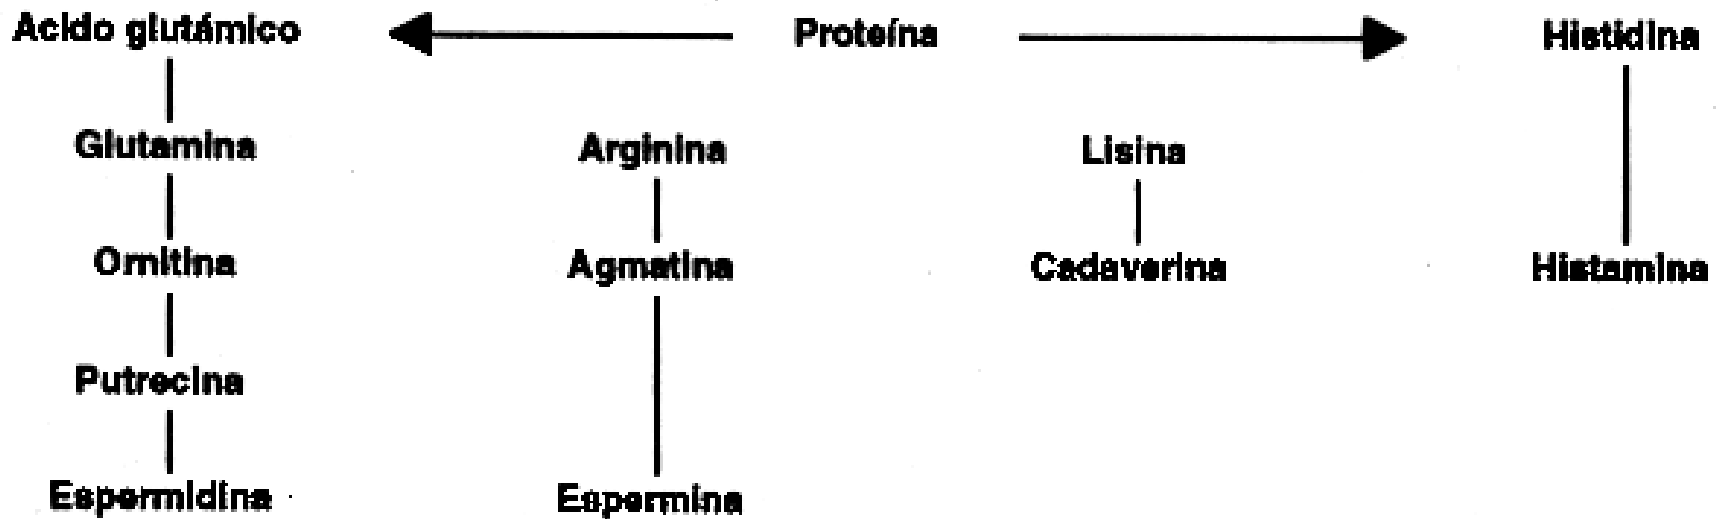 Acido glutámico Proteína Histidina
Glutamina Arginina Lisina
Ornitina Agmatina Cadaverina Histamina
Putrecina
Espermidina Espermina